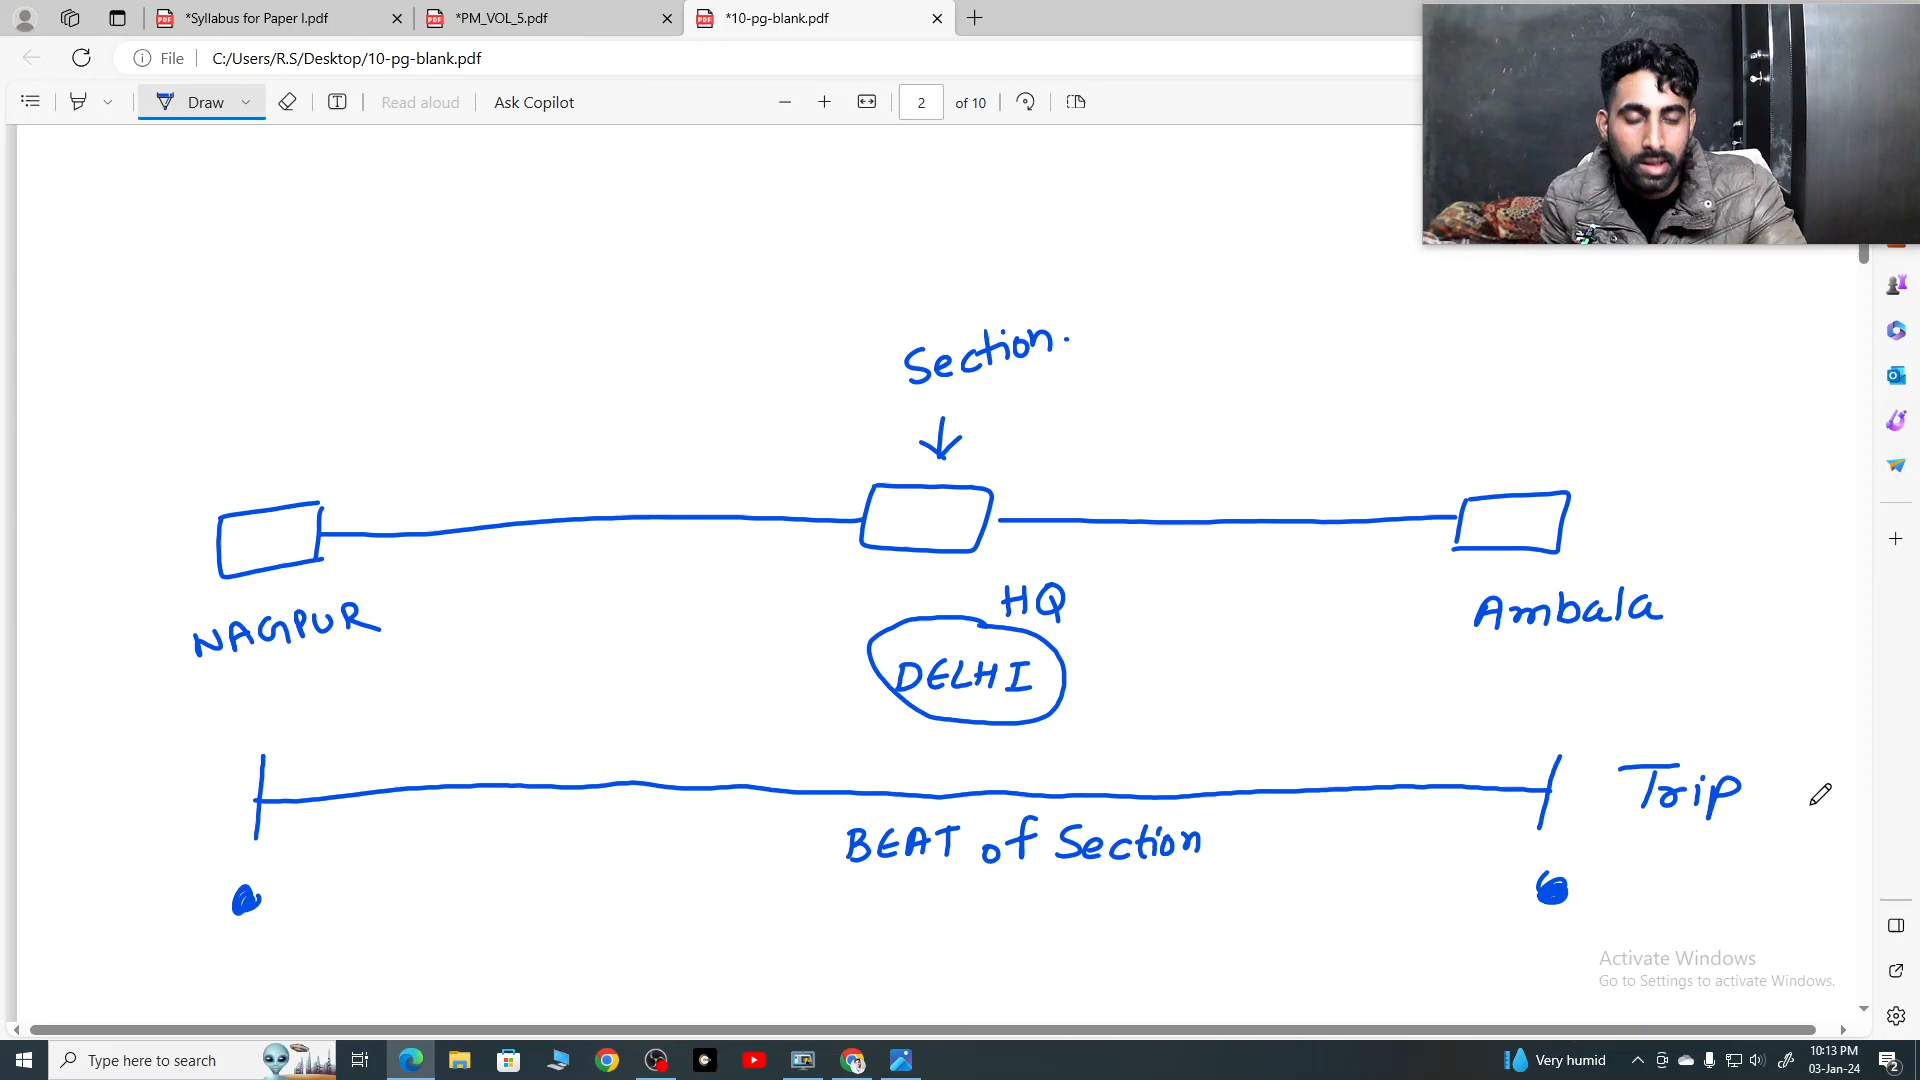 *Syllabus for Paper I.pdf
*PM_VOL_5.pdf
*10-pg-blank.pdf
File
C:/Users/R.S/Desktop/10-pg-blank.pdf
Draw
Read aloud
Ask Copilot
2 of 10
Section.
NAGPUR
HQ
DELHI
Ambala
Trip
BEAT of Section
Activate Windows
Go to Settings to activate Windows.
Type here to search
Very humid
10:13 PM
03-Jan-24
2